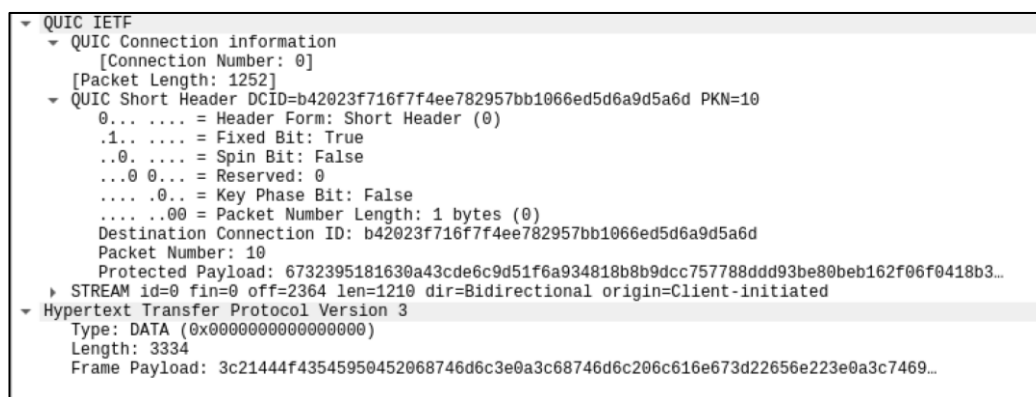 QUIC IETF
QUIC Connection information
[Connection Number: 0]
[Packet Length: 1252]
QUIC Short Header DCID=b42023f716f7f4ee782957bb1066ed5d6a9d5a6d PKN=10
0... .... = Header Form: Short Header (0)
.1.. .... = Fixed Bit: True
..0. .... = Spin Bit: False
...0 0... = Reserved: 0
.... .0.. = Key Phase Bit: False
.... ..00 = Packet Number Length: 1 bytes (0)
Destination Connection ID: b42023f716f7f4ee782957bb1066ed5d6a9d5a6d
Packet Number: 10
Protected Payload: 6732395181630a43cde6c9d51f6a934818b8b9dcc757788ddd93be80beb162f06f0418b3…
STREAM id=0 fin=0 off=2364 len=1210 dir=Bidirectional origin=Client-initiated
Hypertext Transfer Protocol Version 3
Type: DATA (0x0000000000000000)
Length: 3334
Frame Payload: 3c21444f43545950452068746d6c3e0a3c68746d6c206c616e673d22656e223e0a3c7469…